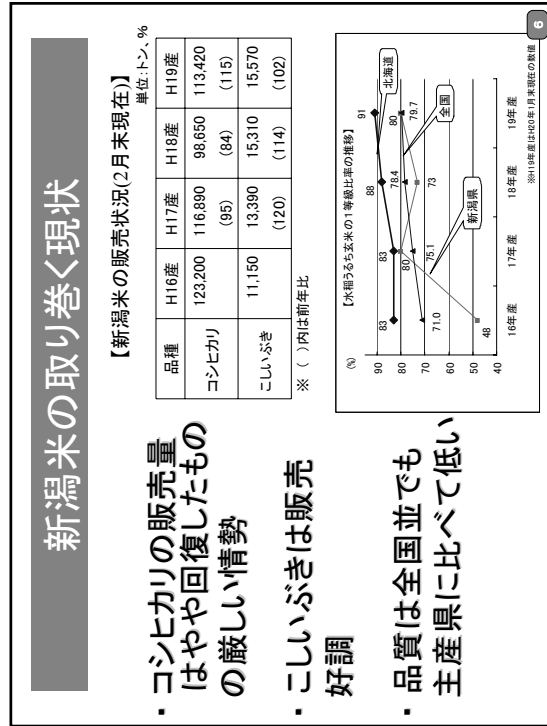 新潟米の取り巻く現状
・コシヒカリの販売量
はやや回復したもの
の厳しい情勢
・こしいぶきは販売
好調
・品質は全国並でも
主産県に比べて低い
【新潟米の販売状況(2月末現在)】
単位:トン、%
品種 H16産 H17産 H18産 H19産
コシヒカリ 123,200 116,890 98,650 113,420
(95) (84) (115)
こしいぶき 11,150 13,390 15,310 15,570
(120) (114) (102)
※ ( )内は前年比
【水稲うるち玄米の1等級比率の推移】
(%)
90
80
70
60
50
40
83 83 88 91
71.0 75.1 78.4 79.7
48 80 73 80
北海道
全国
新潟県
16年産 17年産 18年産 19年産
※H19年産はH20年1月末現在の数値
6